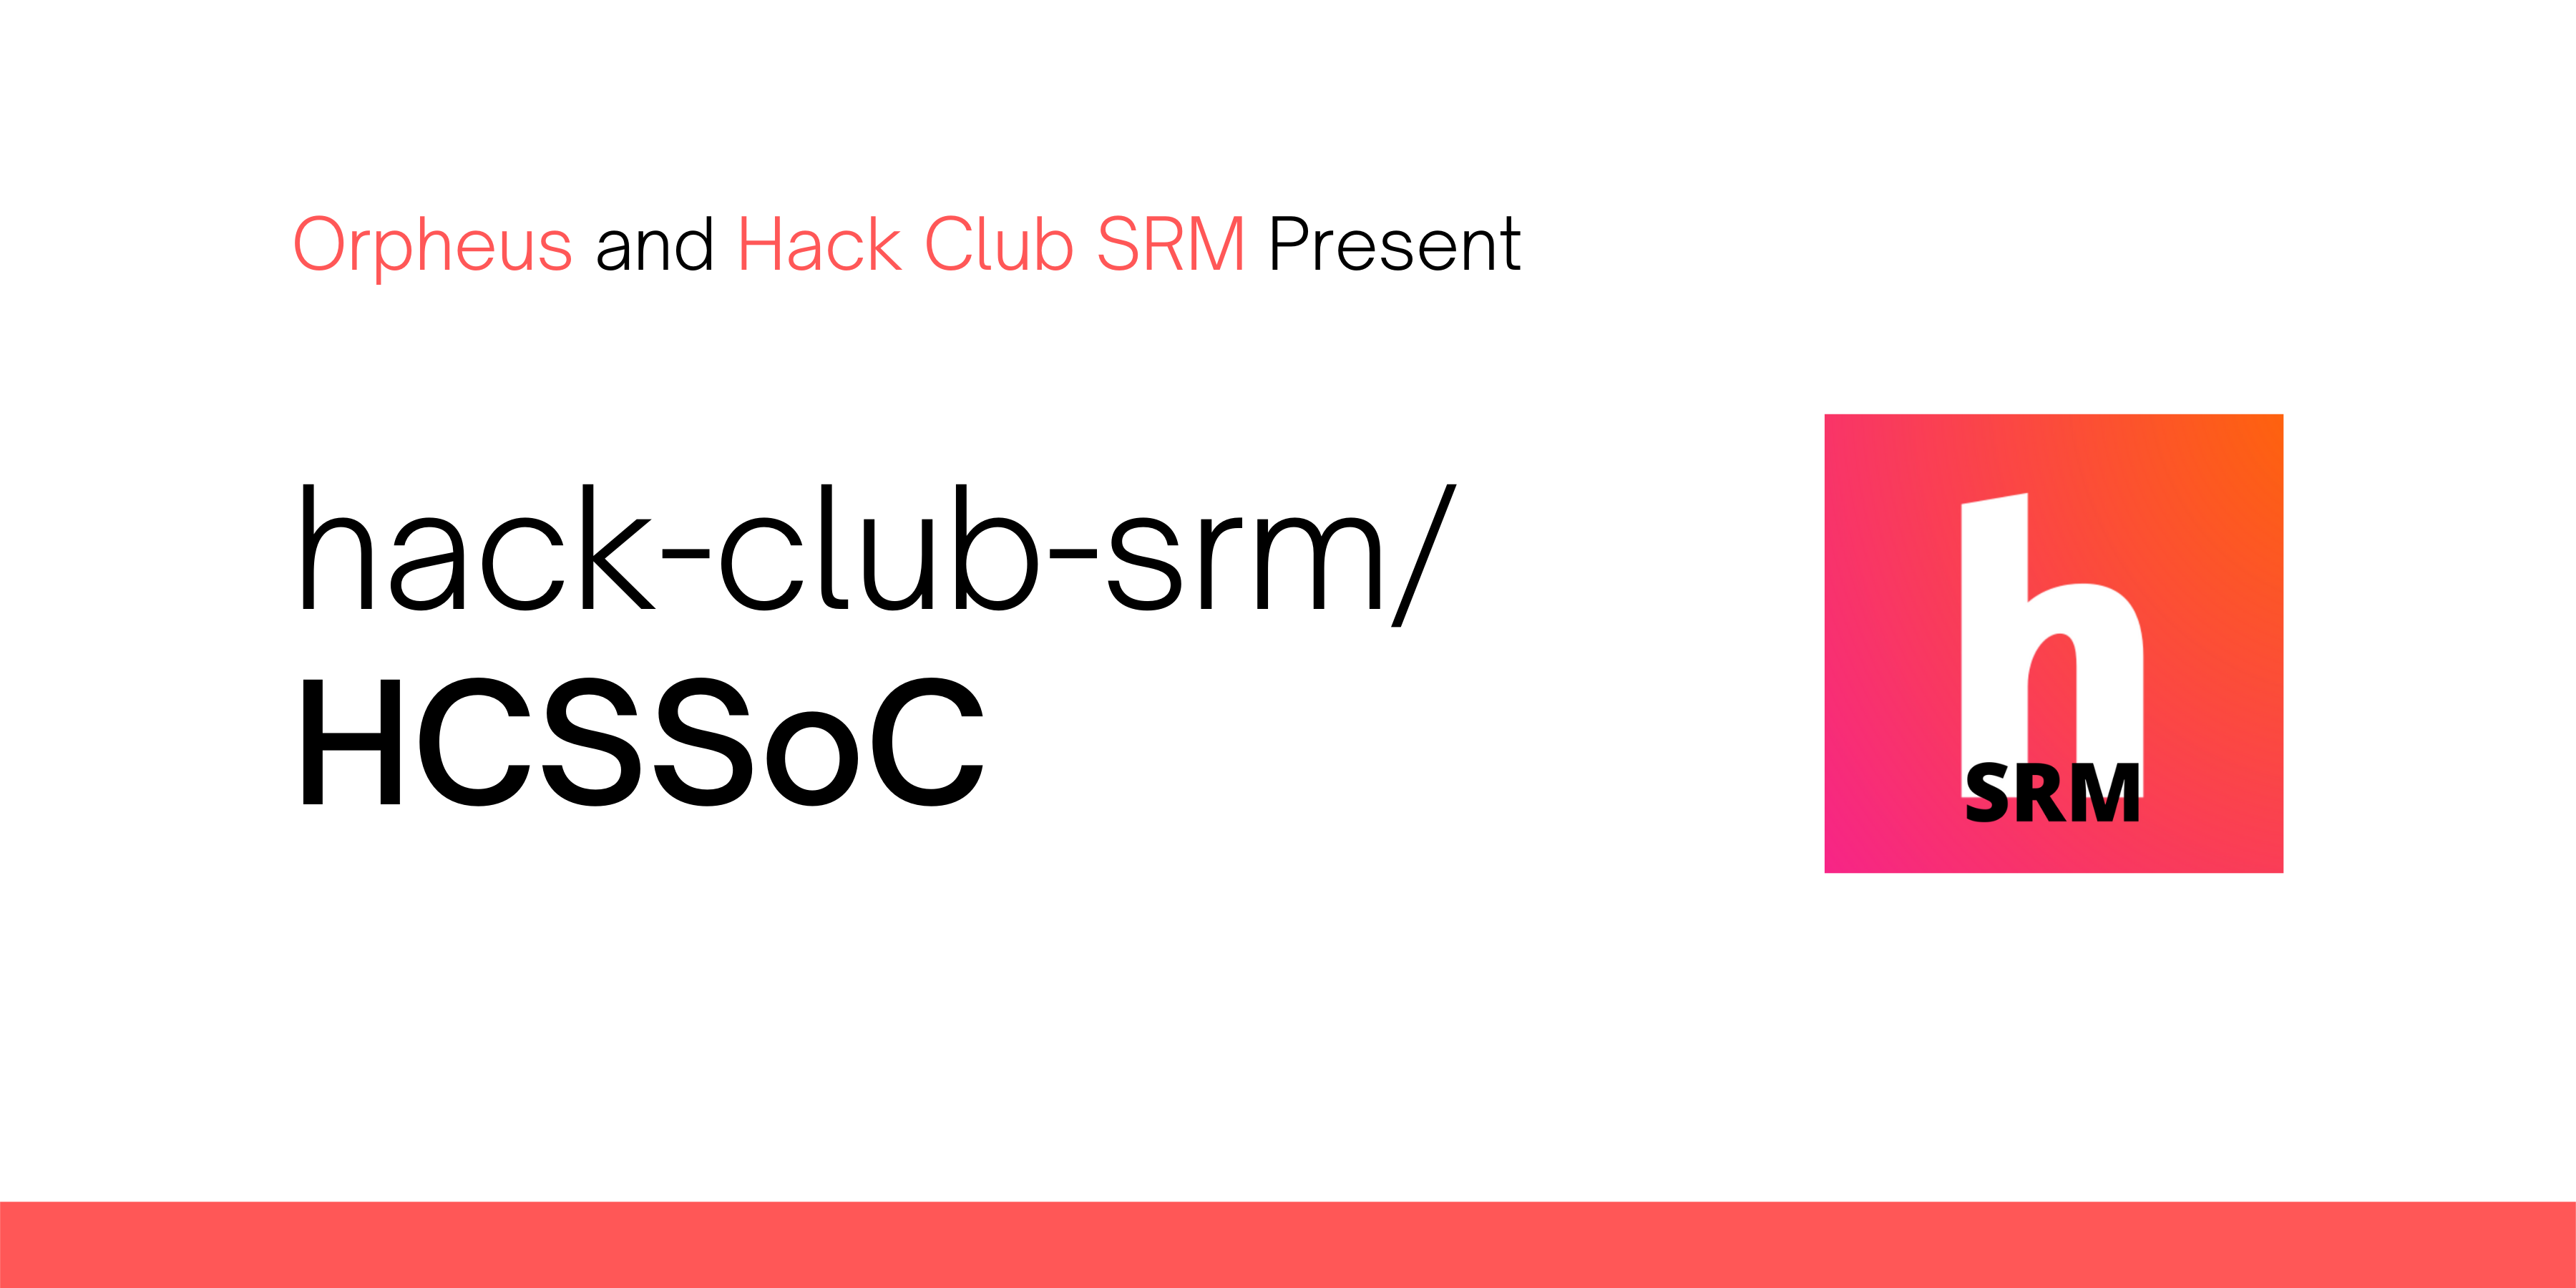 Orpheus and Hack Club SRM Present
hack-club-srm/
HCSSoC
h
SRM